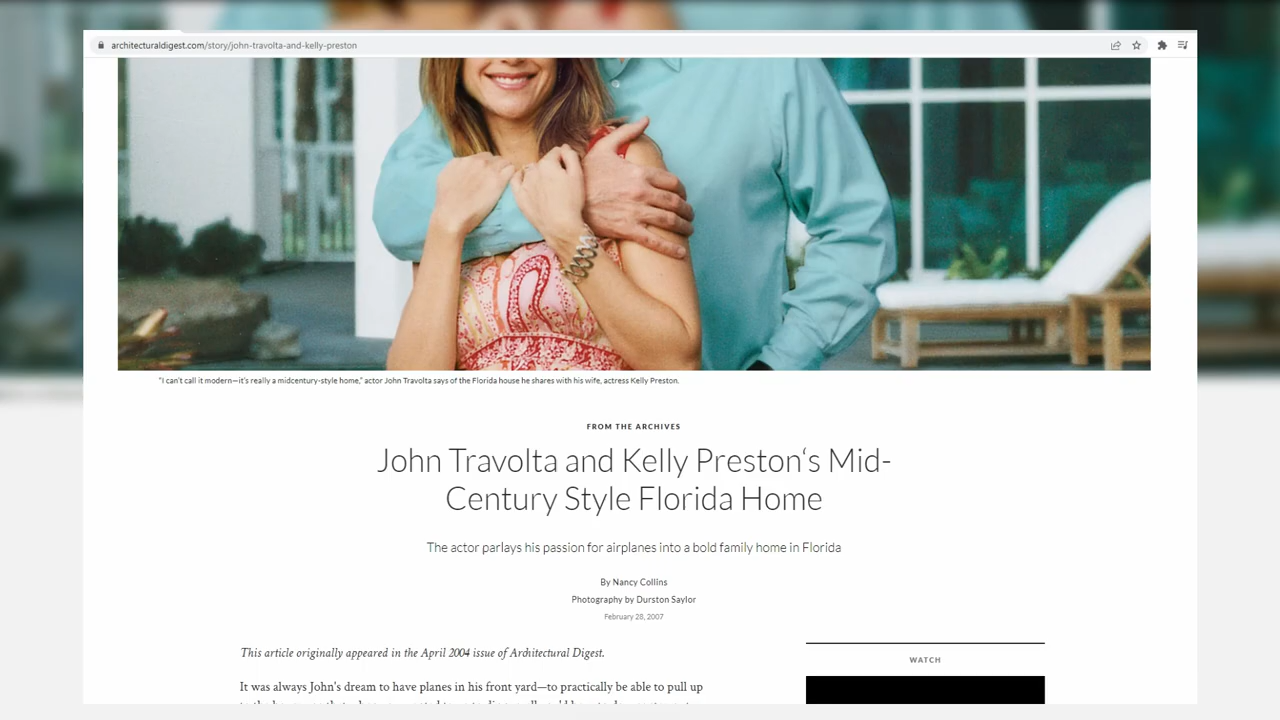 architecturaldigest.com/story/john-travolta-and-kelly-preston
"I can't call it modern—it's really a midcentury-style home," actor John Travolta says of the Florida house he shares with his wife, actress Kelly Preston.
FROM THE ARCHIVES
John Travolta and Kelly Preston‘s Mid-
Century Style Florida Home
The actor parlays his passion for airplanes into a bold family home in Florida
By Nancy Collins
Photography by Durston Saylor
February 28, 2007
This article originally appeared in the April 2004 issue of Architectural Digest.
WATCH
It was always John's dream to have planes in his front yard—to practically be able to pull up